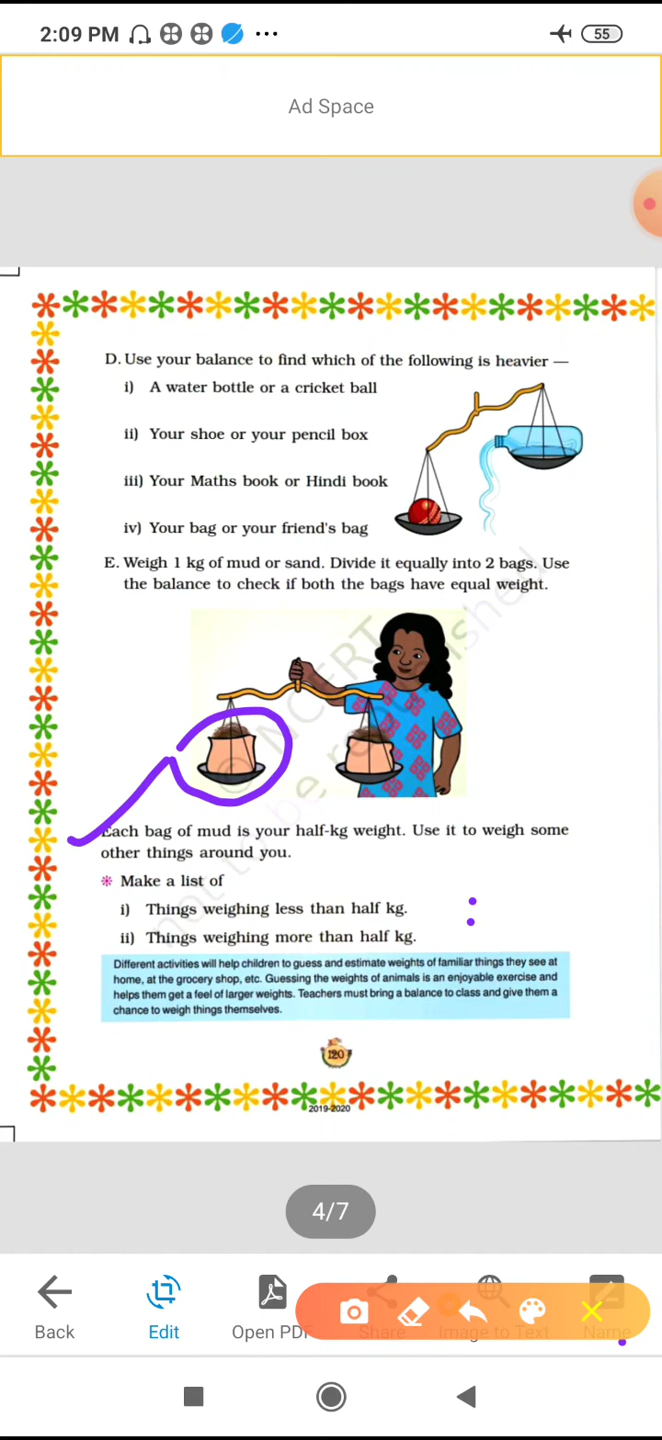 2:09 PM
55
Ad Space
D. Use your balance to find which of the following is heavier —
i) A water bottle or a cricket ball
ii) Your shoe or your pencil box
iii) Your Maths book or Hindi book
iv) Your bag or your friend's bag
E. Weigh 1 kg of mud or sand. Divide it equally into 2 bags. Use
the balance to check if both the bags have equal weight.
© NCERT
not to be republished
Each bag of mud is your half-kg weight. Use it to weigh some
other things around you.
Make a list of
i) Things weighing less than half kg.
ii) Things weighing more than half kg.
Different activities will help children to guess and estimate weights of familiar things they see at
home, at the grocery shop, etc. Guessing the weights of animals is an enjoyable exercise and
helps them get a feel of larger weights. Teachers must bring a balance to class and give them a
chance to weigh things themselves.
120
2019-2020
4/7
Back Edit Open PDF Share Image to Text Name